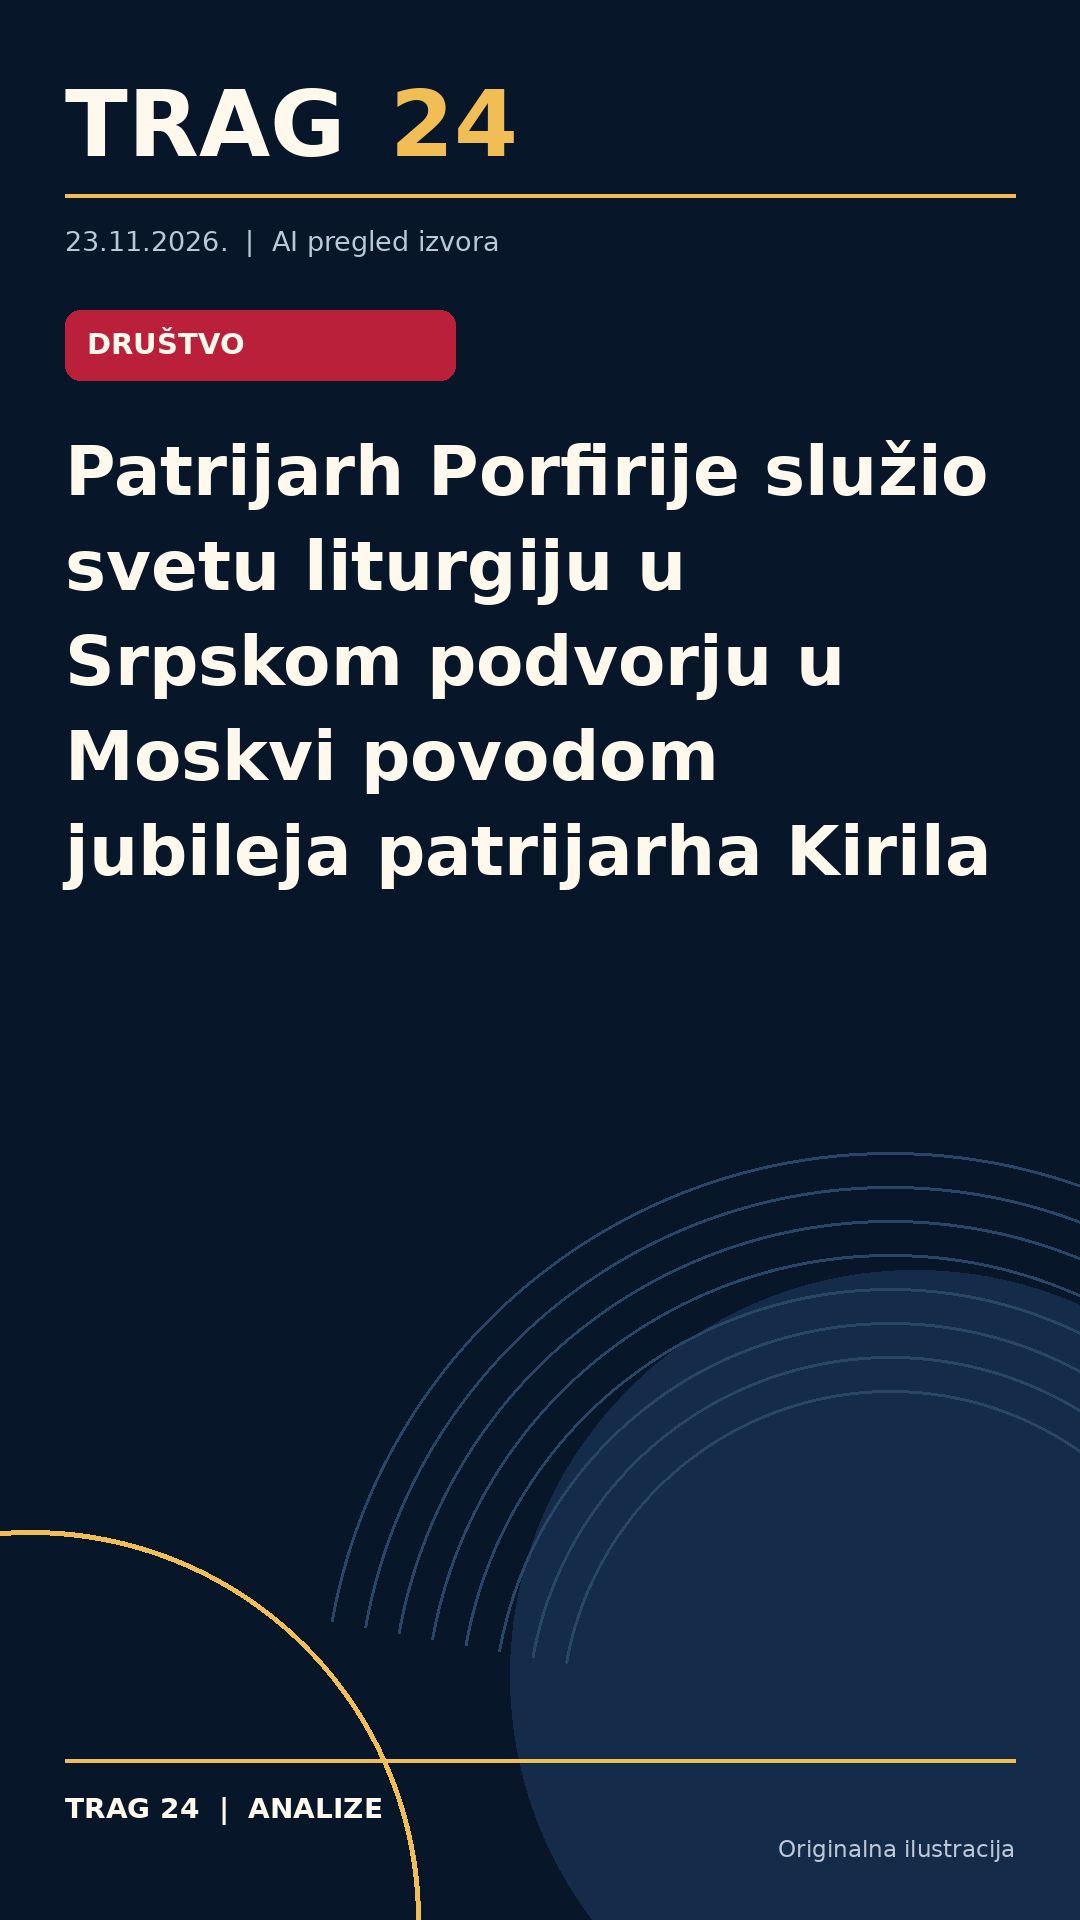 TRAG 24
23.11.2026. | AI pregled izvora
DRUŠTVO
Patrijarh Porfirije služio
svetu liturgiju u
Srpskom podvorju u
Moskvi povodom
jubileja patrijarha Kirila
TRAG 24 | ANALIZE
Originalna ilustracija